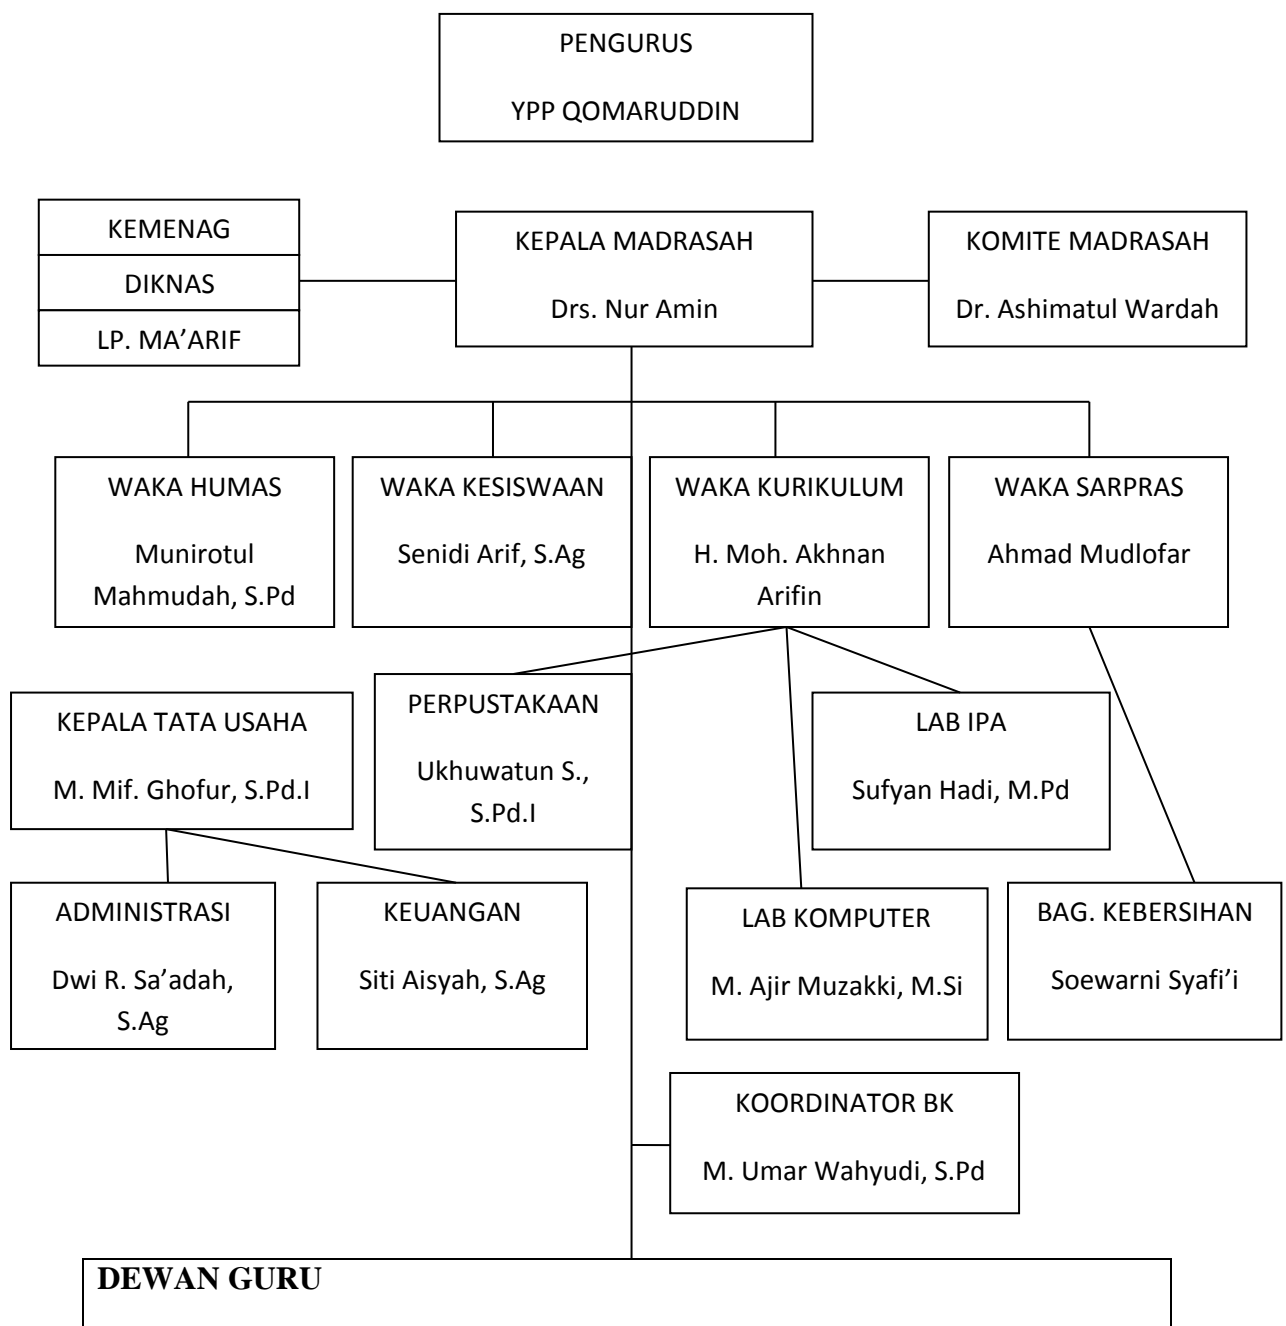 PENGURUS
YPP QOMARUDDIN
KEMENAG
DIKNAS
LP. MA’ARIF
KEPALA MADRASAH
Drs. Nur Amin
KOMITE MADRASAH
Dr. Ashimatul Wardah
WAKA HUMAS
Munirotul
Mahmudah, S.Pd
WAKA KESISWAAN
Senidi Arif, S.Ag
WAKA KURIKULUM
H. Moh. Akhnan
Arifin
WAKA SARPRAS
Ahmad Mudlofar
KEPALA TATA USAHA
M. Mif. Ghofur, S.Pd.I
PERPUSTAKAAN
Ukhuwatun S.,
S.Pd.I
LAB IPA
Sufyan Hadi, M.Pd
ADMINISTRASI
Dwi R. Sa’adah,
S.Ag
KEUANGAN
Siti Aisyah, S.Ag
LAB KOMPUTER
M. Ajir Muzakki, M.Si
BAG. KEBERSIHAN
Soewarni Syafi’i
KOORDINATOR BK
M. Umar Wahyudi, S.Pd
DEWAN GURU